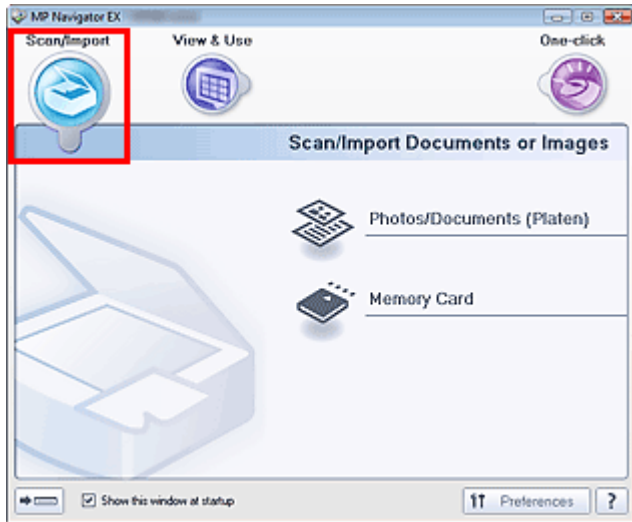 MP Navigator EX
Scan/Import View & Use One-click
Scan/Import Documents or Images
Photos/Documents (Platen)
Memory Card
Show this window at startup Preferences ?